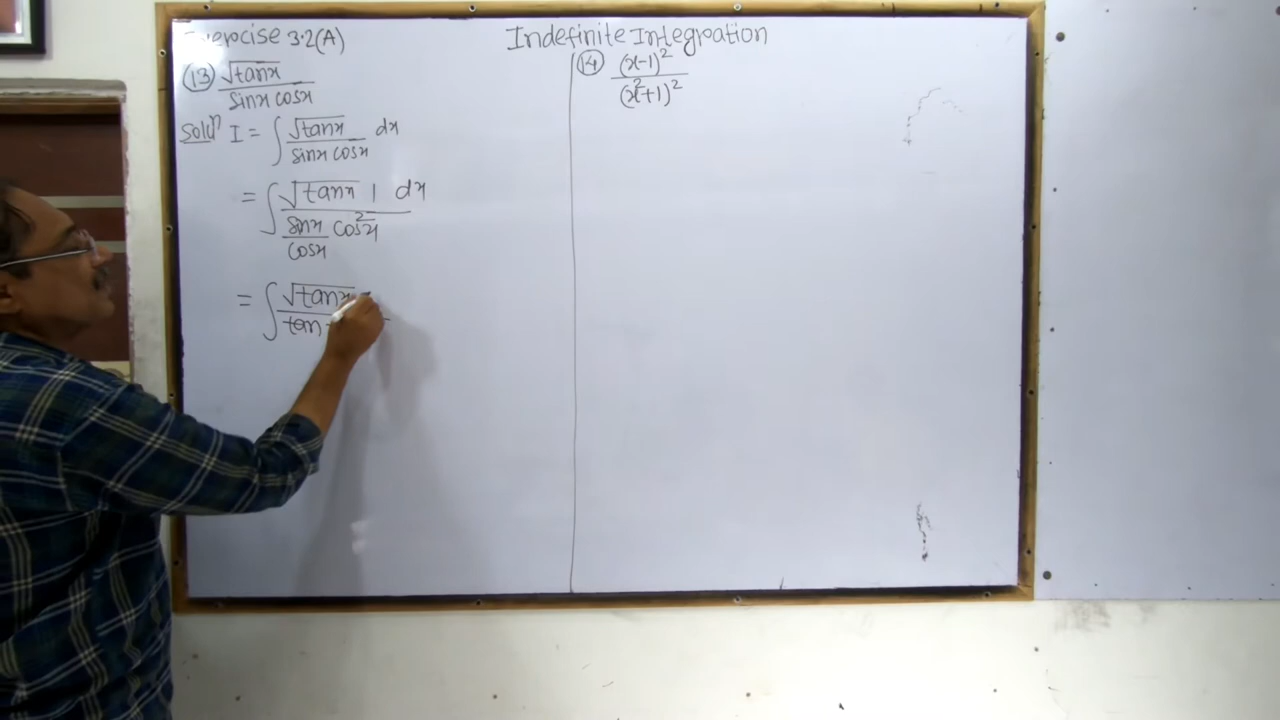 Exercise 3.2(A)
Indefinite Integration
(13) √tanx / sinx cosx
Solun I = ∫ √tanx / sinx cosx dx
= ∫ √tanx 1 dx / sinx/cosx cos²x
= ∫ √tanx / tan
(14) (x-1)² / (x²+1)²